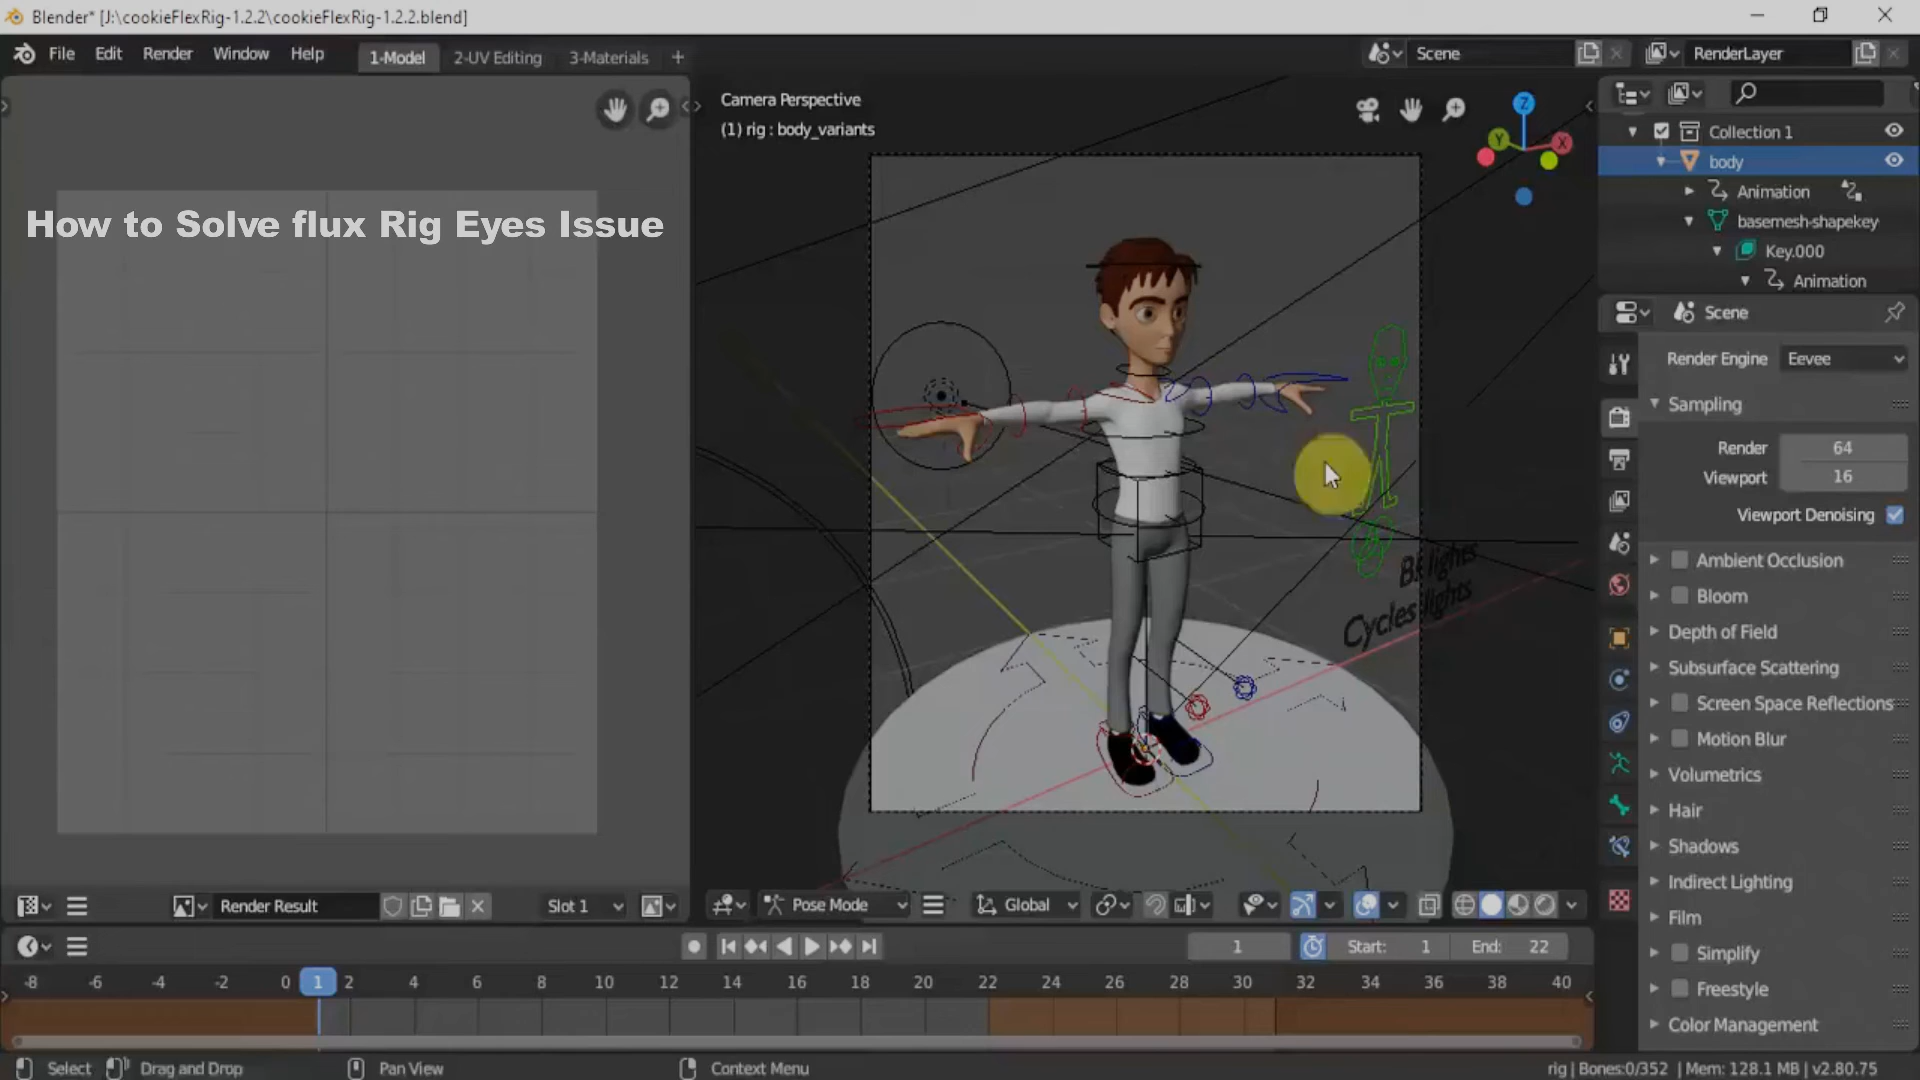 Blender* [J:\cookieFlexRig-1.2.2\cookieFlexRig-1.2.2.blend]
File Edit Render Window Help 1-Model 2-UV Editing 3-Materials + Scene RenderLayer
Camera Perspective
(1) rig : body_variants
Z
Y
X
How to Solve flux Rig Eyes Issue
BI lights
Cycles lights
Collection 1
body
Animation
basemesh-shapekey
Key.000
Animation
Scene
Render Engine Eevee
Sampling
Render 64
Viewport 16
Viewport Denoising
Ambient Occlusion
Bloom
Depth of Field
Subsurface Scattering
Screen Space Reflections
Motion Blur
Volumetrics
Hair
Shadows
Indirect Lighting
Film
Simplify
Freestyle
Color Management
Render Result Slot 1 Pose Mode Global
1 Start: 1 End: 22
-8 -6 -4 -2 0 1 2 4 6 8 10 12 14 16 18 20 22 24 26 28 30 32 34 36 38 40
Select Drag and Drop Pan View Context Menu rig | Bones:0/352 | Mem: 128.1 MB | v2.80.75